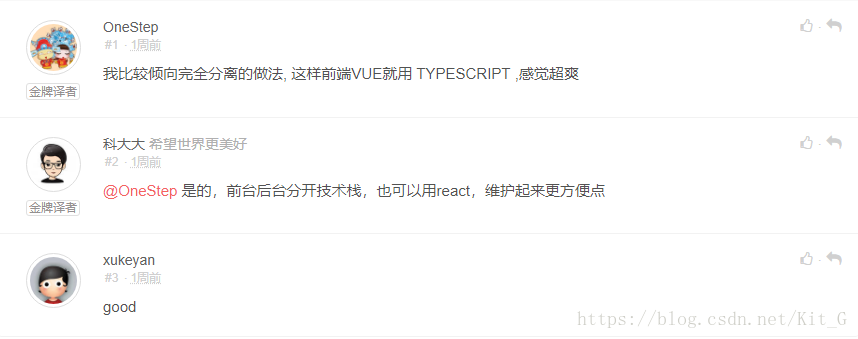 OneStep
#1 · 1周前
我比较倾向完全分离的做法, 这样前端VUE就用 TYPESCRIPT ,感觉超爽
金牌译者
科大大 希望世界更美好
#2 · 1周前
@OneStep 是的，前台后台分开技术栈，也可以用react，维护起来更方便点
金牌译者
xukeyan
#3 · 1周前
good
https://blog.csdn.net/Kit_G